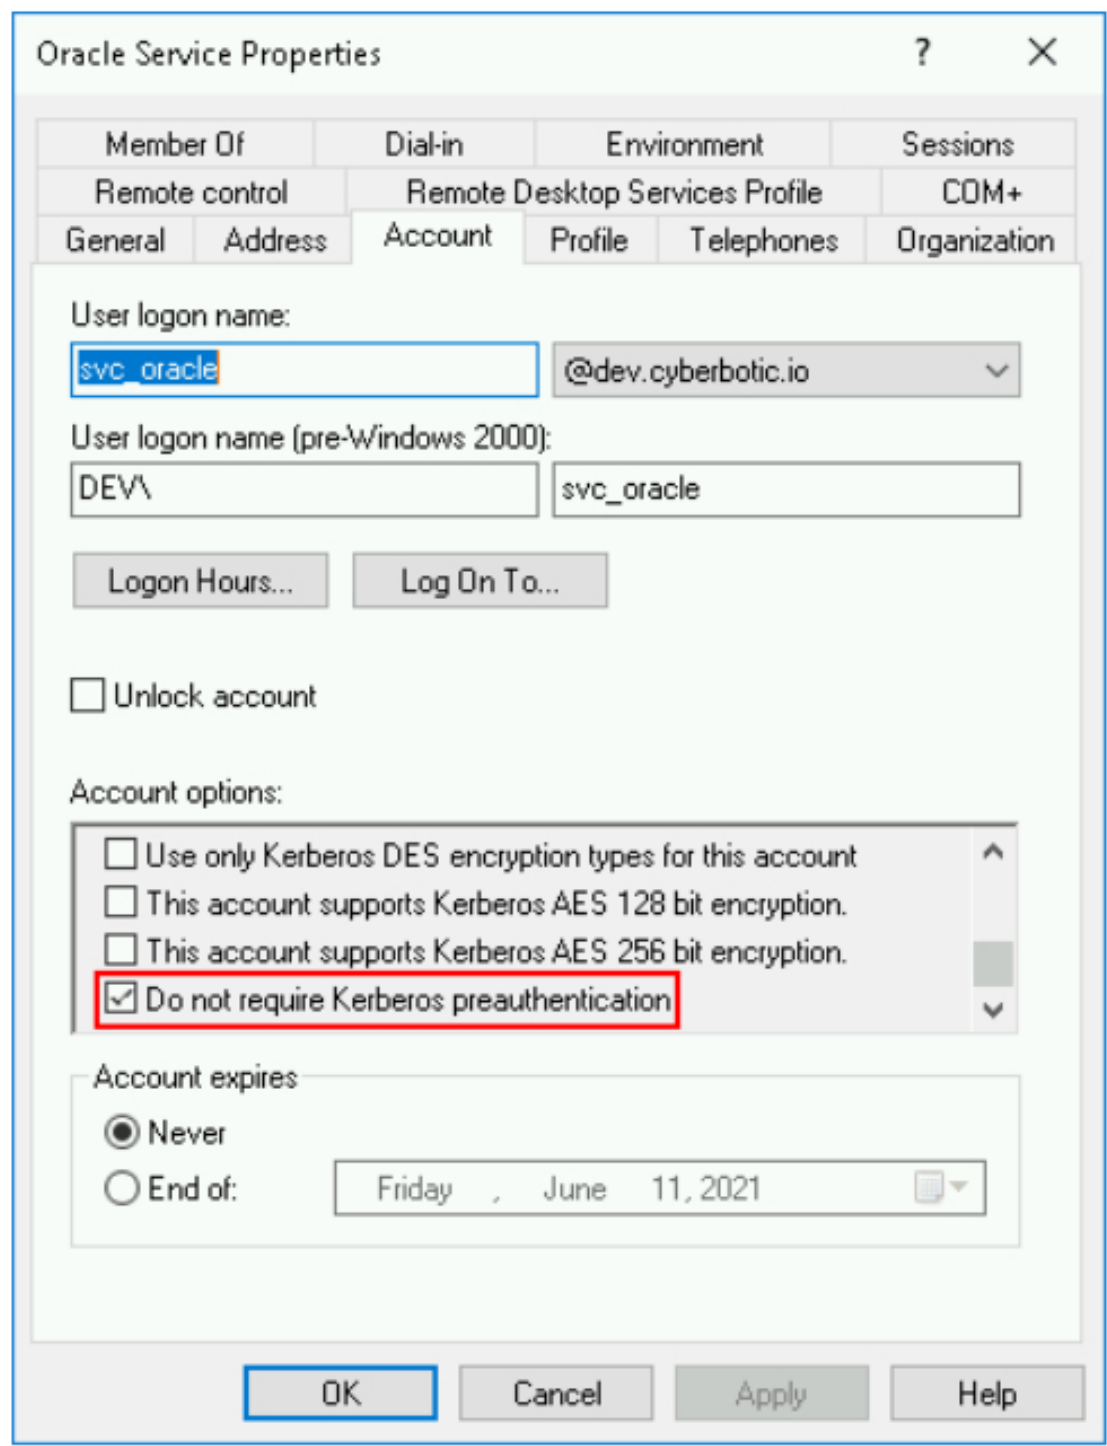 Oracle Service Properties ?
Member Of Dial-in Environment Sessions
Remote control Remote Desktop Services Profile COM+
General Address Account Profile Telephones Organization
User logon name:
svc_oracle @dev.cyberbotic.io
User logon name (pre-Windows 2000):
DEV\ svc_oracle
Logon Hours... Log On To...
Unlock account
Account options:
Use only Kerberos DES encryption types for this account
This account supports Kerberos AES 128 bit encryption.
This account supports Kerberos AES 256 bit encryption.
Do not require Kerberos preauthentication
Account expires
Never
End of: Friday , June 11, 2021
OK Cancel Apply Help